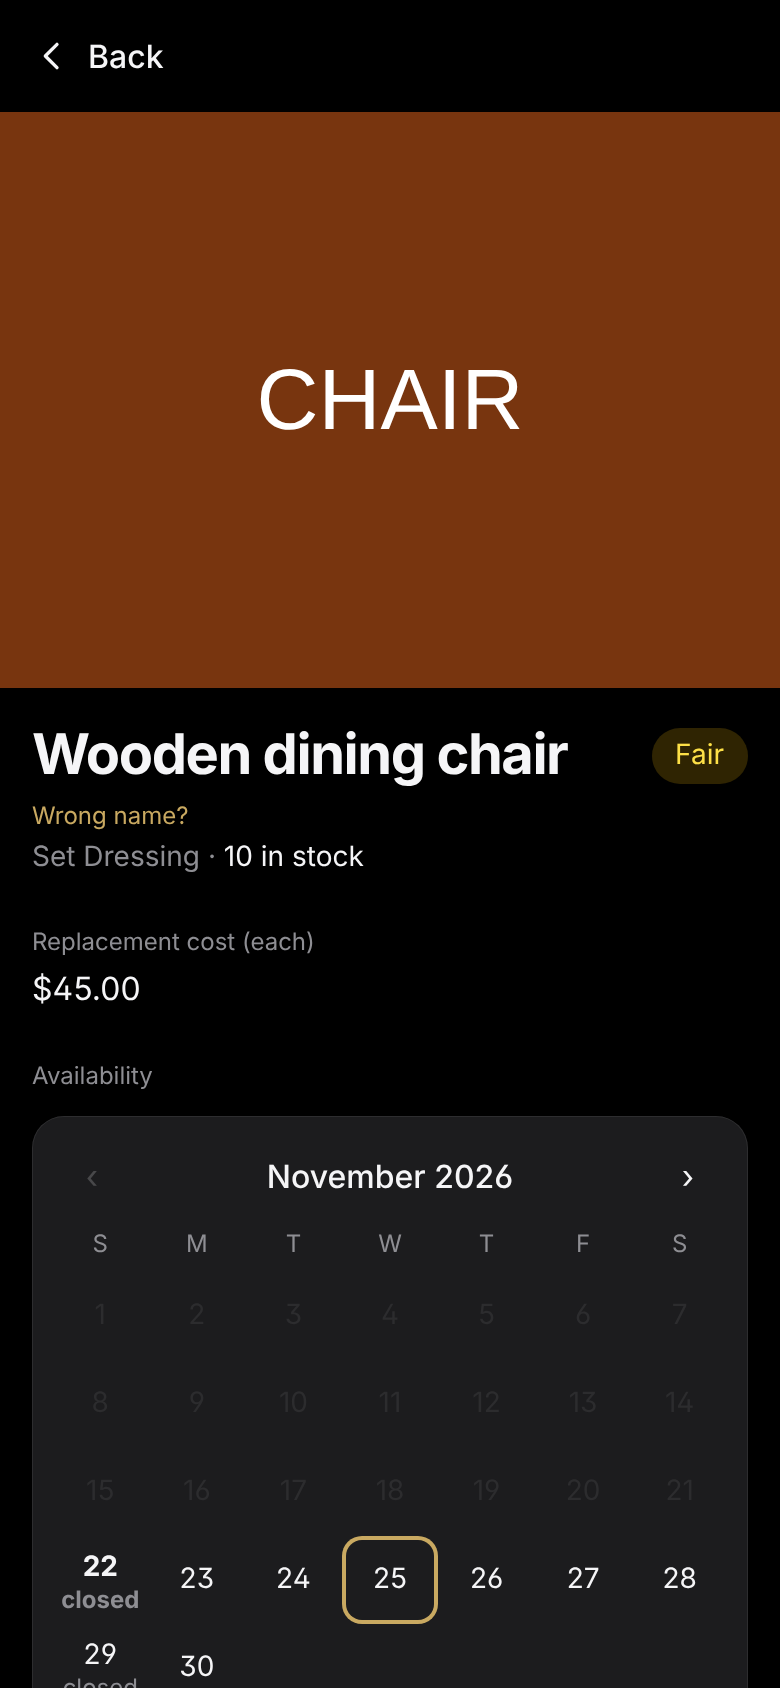 Back
CHAIR
Wooden dining chair
Fair
Wrong name?
Set Dressing · 10 in stock
Replacement cost (each)
$45.00
Availability
‹ November 2026 ›
S M T W T F S
1 2 3 4 5 6 7
8 9 10 11 12 13 14
15 16 17 18 19 20 21
22 23 24 25 26 27 28
closed
29 30
closed